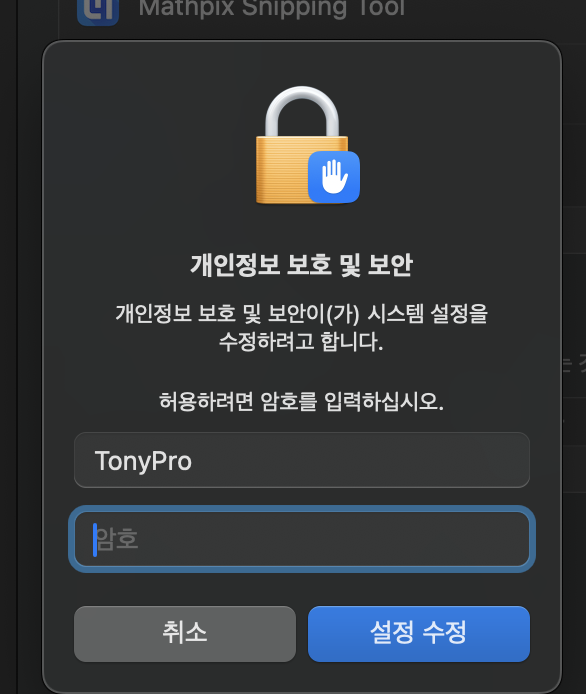 Mathpix Snipping Tool
개인정보 보호 및 보안
개인정보 보호 및 보안이(가) 시스템 설정을
수정하려고 합니다.
허용하려면 암호를 입력하십시오.
TonyPro
암호
취소
설정 수정